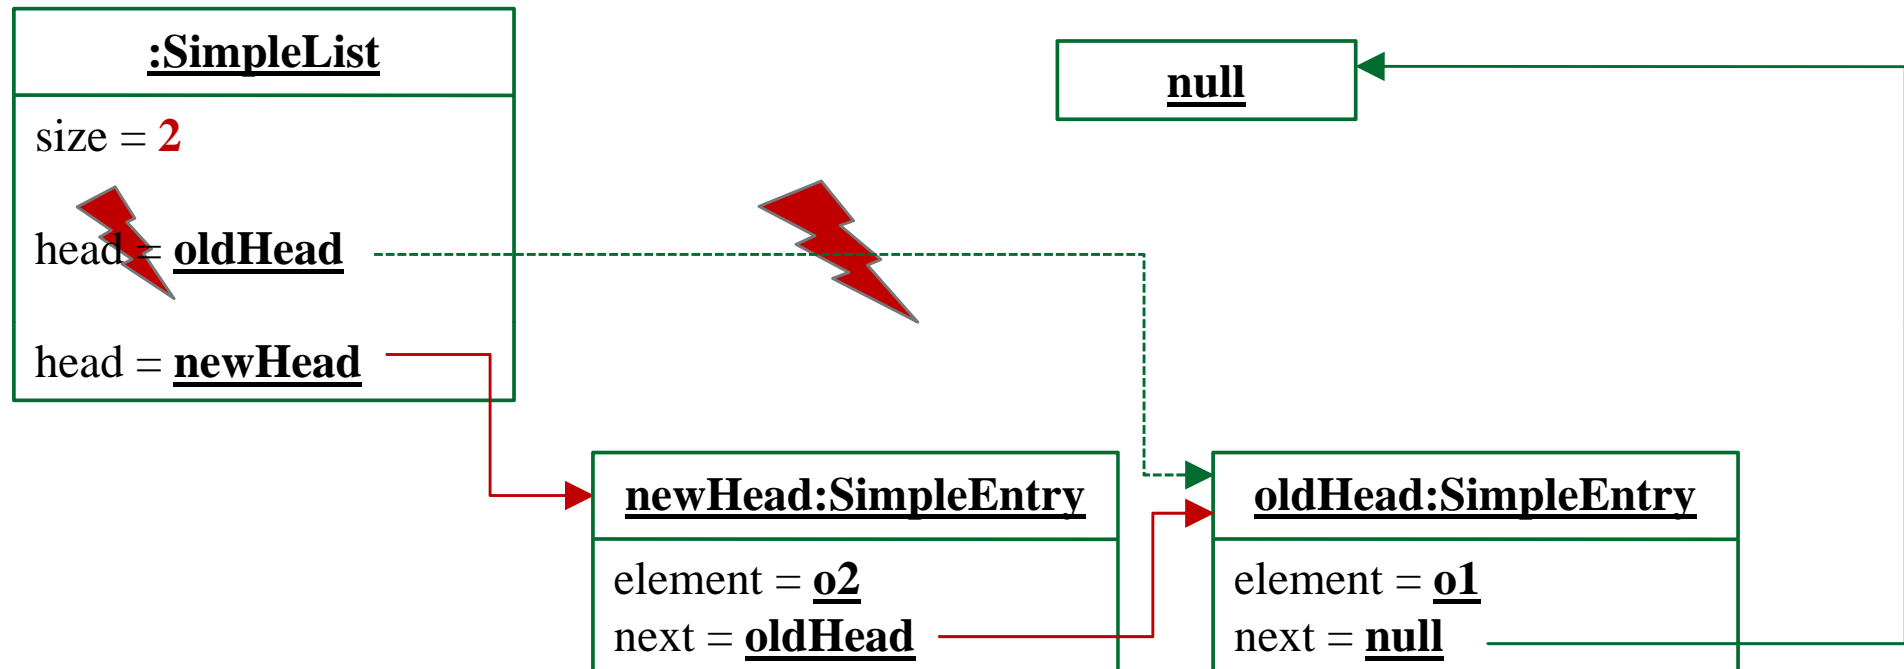 :SimpleList
size = 2
head = oldHead
head = newHead
null
newHead:SimpleEntry
element = o2
next = oldHead
oldHead:SimpleEntry
element = o1
next = null